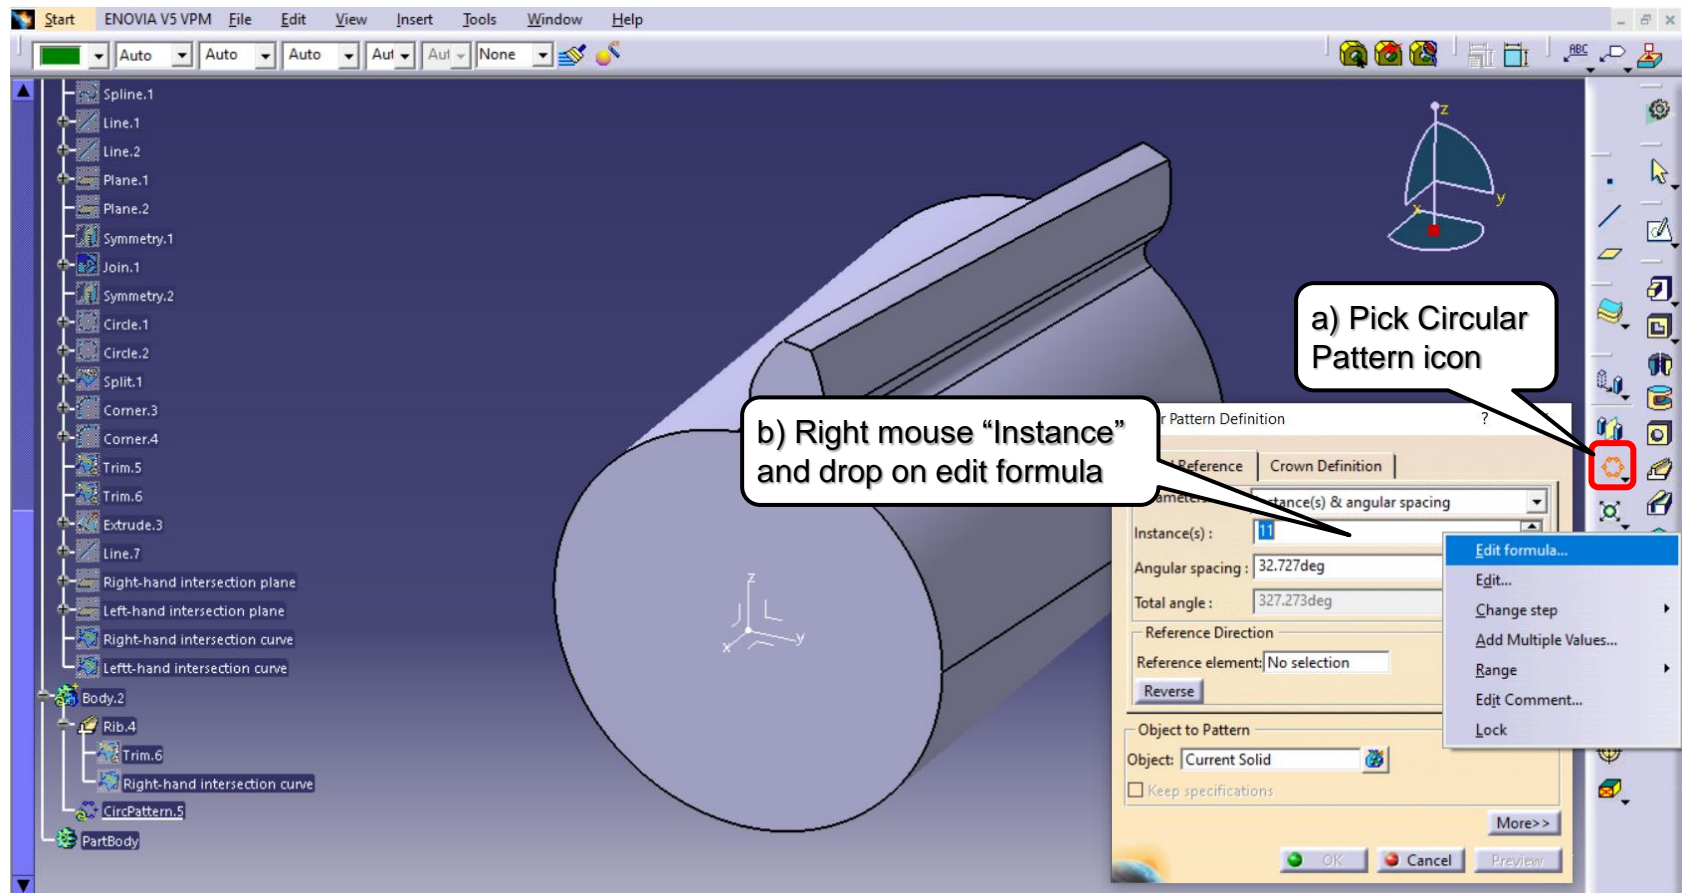 Start ENOVIA V5 VPM File Edit View Insert Tools Window Help
Auto Auto Auto Aut Aut None
ABC
Spline.1
Line.1
Line.2
Plane.1
Plane.2
Symmetry.1
Join.1
Symmetry.2
Circle.1
Circle.2
Split.1
Corner.3
Corner.4
Trim.5
Trim.6
Extrude.3
Line.7
Right-hand intersection plane
Left-hand intersection plane
Right-hand intersection curve
Leftt-hand intersection curve
Body.2
Rib.4
Trim.6
Right-hand intersection curve
CircPattern.5
PartBody
z
y
x
z
y
x
a) Pick Circular
Pattern icon
b) Right mouse “Instance”
and drop on edit formula
r Pattern Definition ?
Reference Crown Definition
stance(s) & angular spacing
Instance(s) : 11
Angular spacing : 32.727deg
Total angle : 327.273deg
Reference Direction
Reference element: No selection
Reverse
Object to Pattern
Object: Current Solid
Keep specifications
More>>
OK Cancel Preview
Edit formula...
Edit...
Change step
Add Multiple Values...
Range
Edit Comment...
Lock